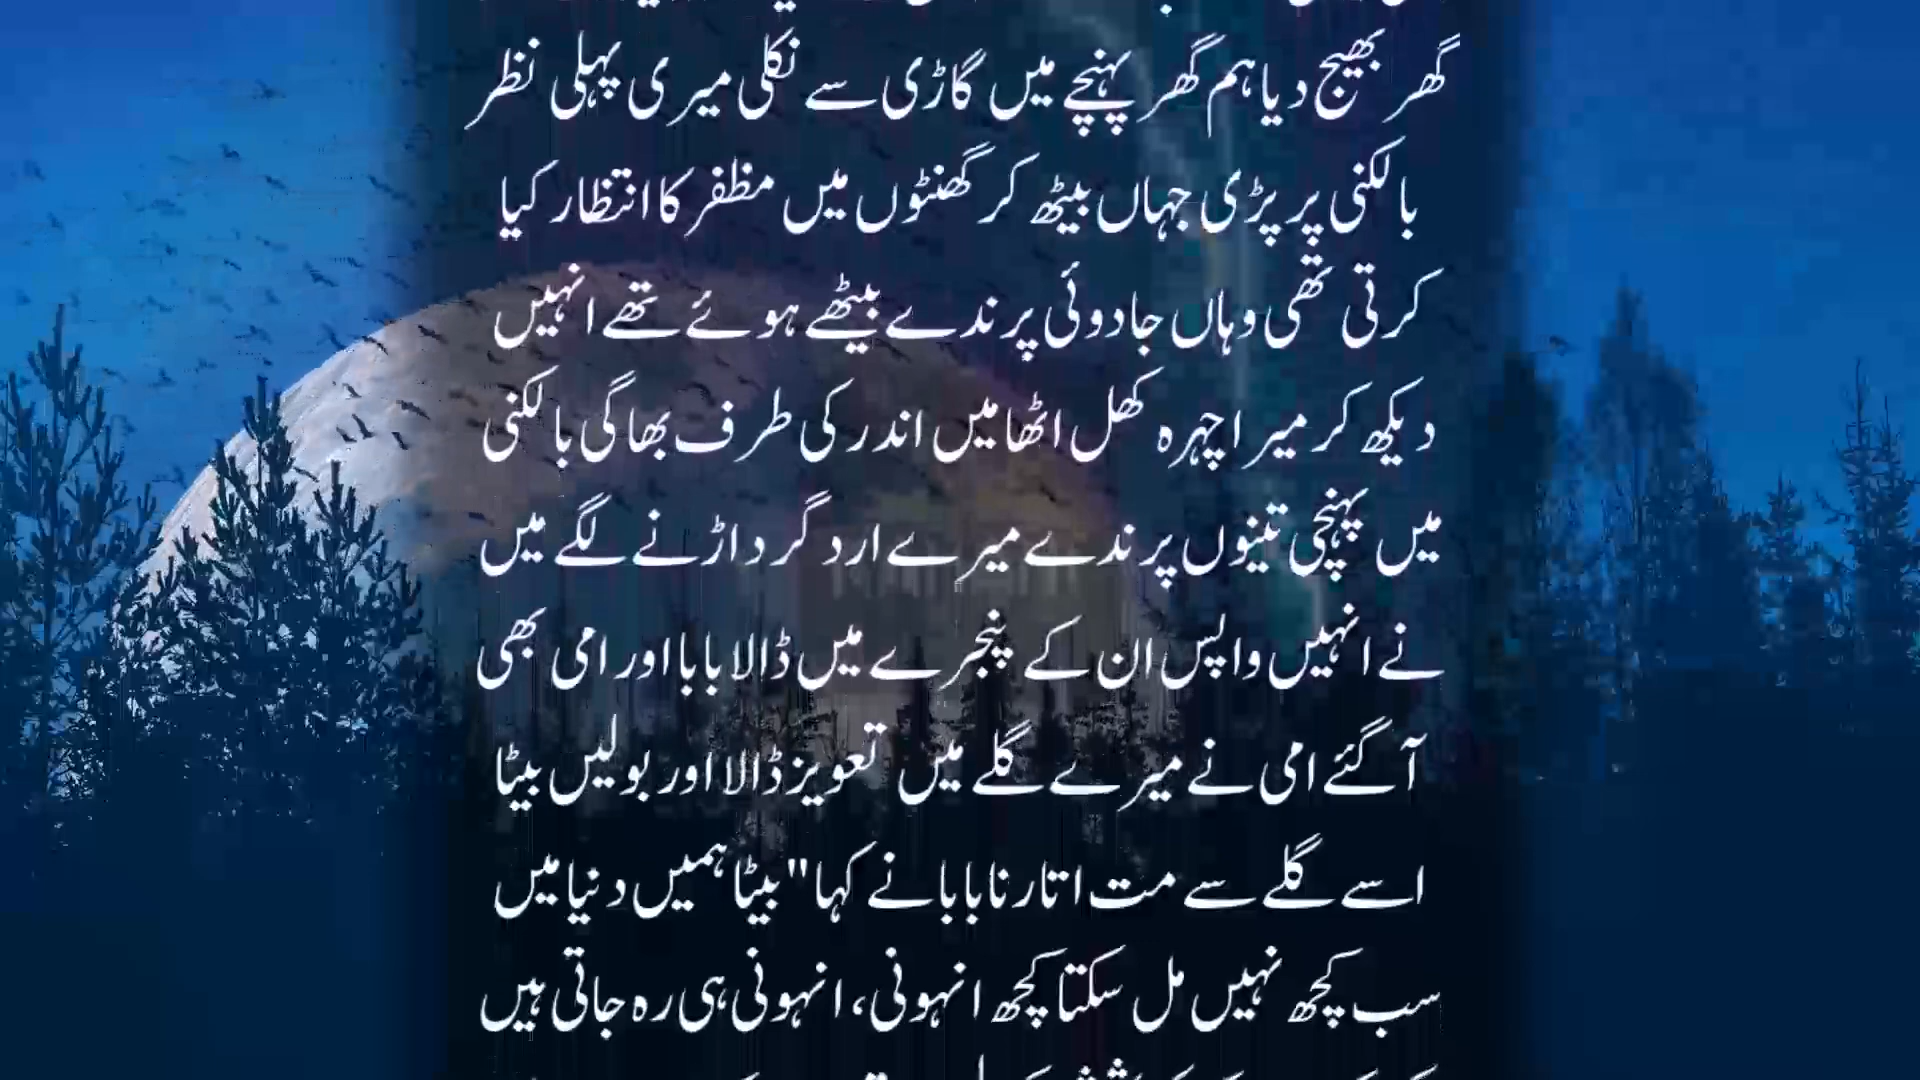 گھر بھیج دیا ہم گھر پہنچے میں گاڑی سے نکلی میری پہلی نظر
بالکنی پر پڑی جہاں بیٹھ کر گھنٹوں میں مظفر کا انتظار کیا
کرتی تھی وہاں جادوئی پرندے بیٹھے ہوئے تھے انہیں
دیکھ کر میرا چہرہ کھل اٹھا میں اندر کی طرف بھاگی بالکنی
میں پہنچی تینوں پرندے میرے ارد گرد اڑنے لگے میں
نے انہیں واپس ان کے پنجرے میں ڈالا بابا اور امی بھی
آ گئے امی نے میرے گلے میں تعویز ڈالا اور بولیں بیٹا
اسے گلے سے مت اتارنا بابا نے کہا "بیٹا ہمیں دنیا میں
سب کچھ نہیں مل سکتا کچھ انہونی، انہونی ہی رہ جاتی ہیں